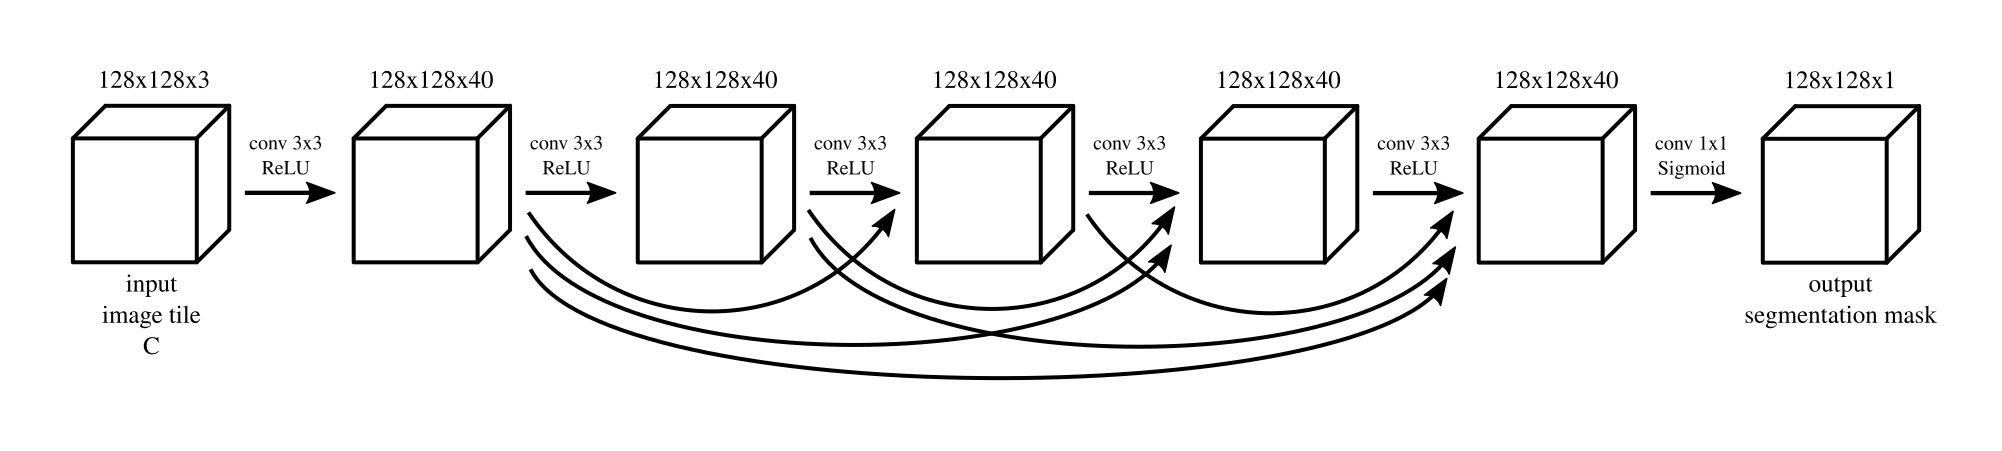 128x128x3
128x128x40
128x128x40
128x128x40
128x128x40
128x128x40
128x128x1
conv 3x3
ReLU
conv 3x3
ReLU
conv 3x3
ReLU
conv 3x3
ReLU
conv 3x3
ReLU
conv 1x1
Sigmoid
input
image tile
C
output
segmentation mask